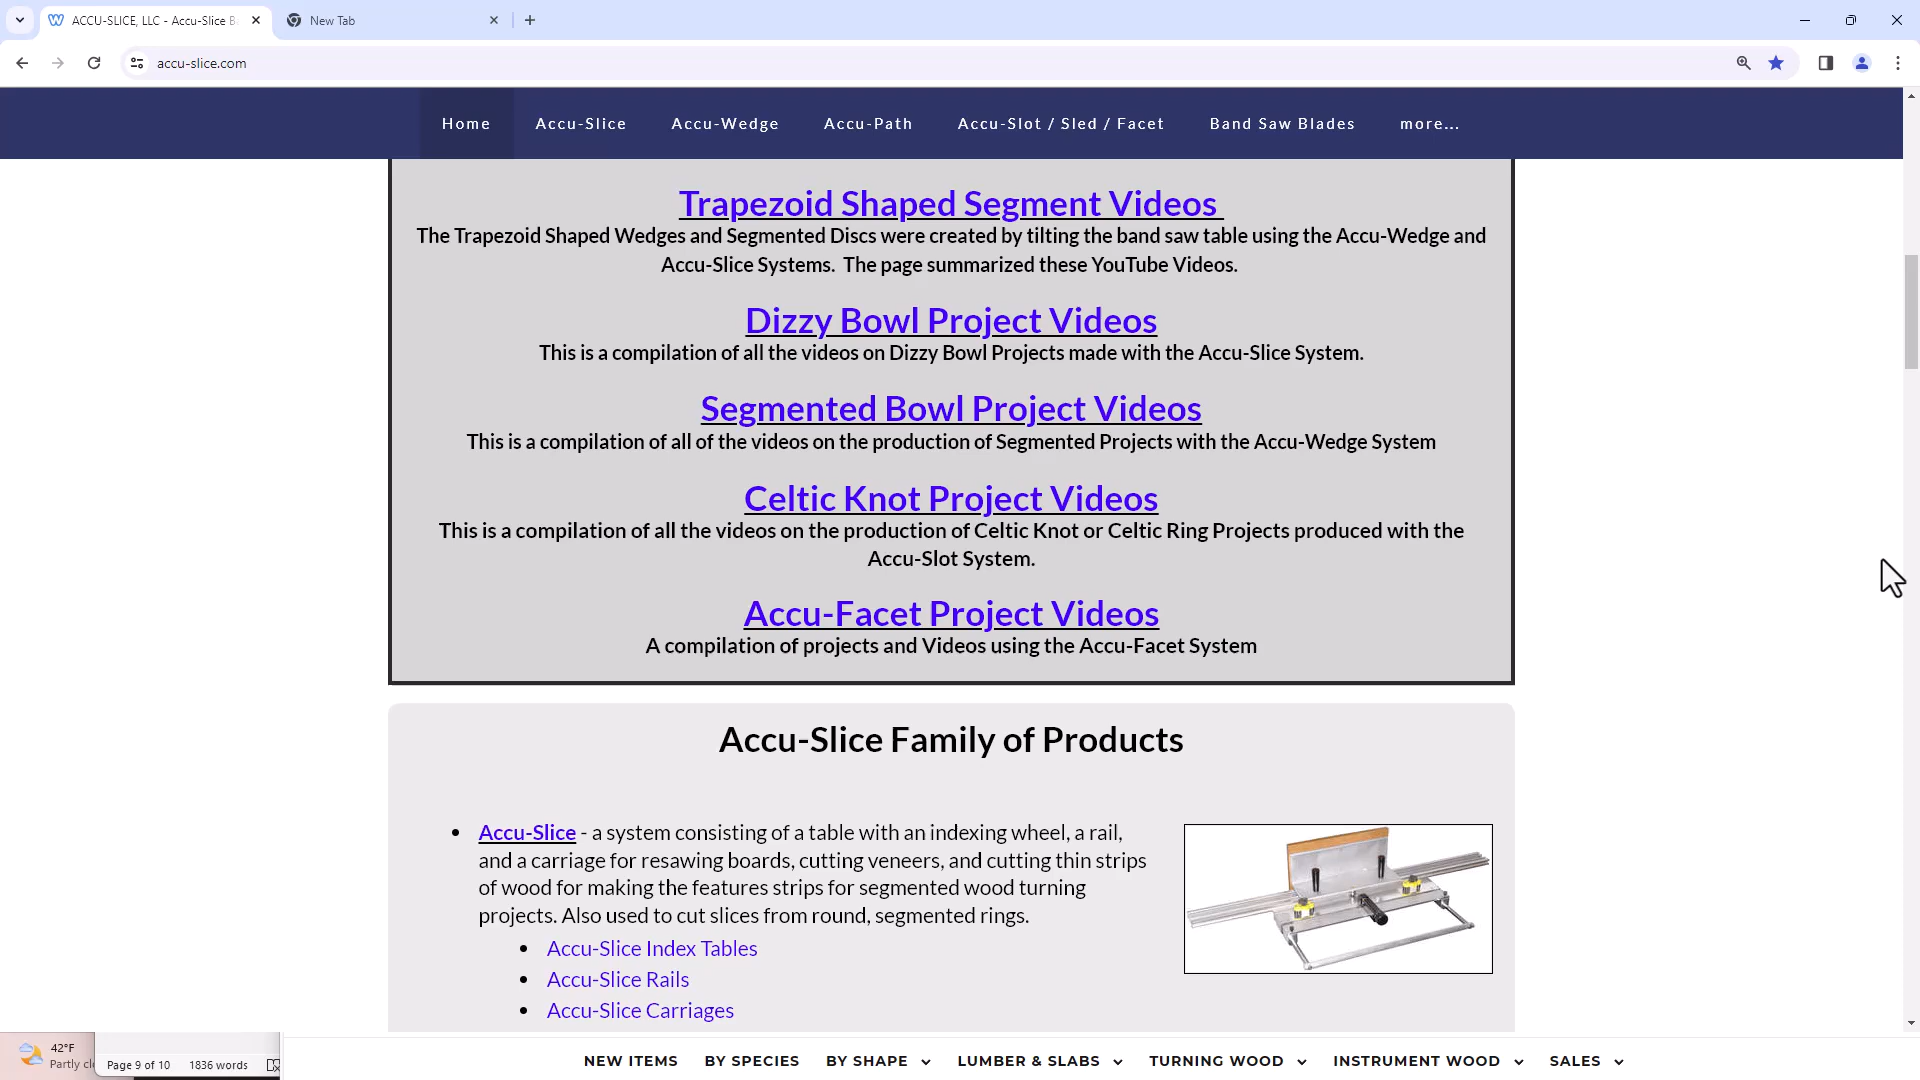 ACCU-SLICE, LLC - Accu-Slice B
New Tab
accu-slice.com
Home Accu-Slice Accu-Wedge Accu-Path Accu-Slot / Sled / Facet Band Saw Blades more...
Trapezoid Shaped Segment Videos
The Trapezoid Shaped Wedges and Segmented Discs were created by tilting the band saw table using the Accu-Wedge and
Accu-Slice Systems. The page summarized these YouTube Videos.
Dizzy Bowl Project Videos
This is a compilation of all the videos on Dizzy Bowl Projects made with the Accu-Slice System.
Segmented Bowl Project Videos
This is a compilation of all of the videos on the production of Segmented Projects with the Accu-Wedge System
Celtic Knot Project Videos
This is a compilation of all the videos on the production of Celtic Knot or Celtic Ring Projects produced with the
Accu-Slot System.
Accu-Facet Project Videos
A compilation of projects and Videos using the Accu-Facet System
Accu-Slice Family of Products
• Accu-Slice - a system consisting of a table with an indexing wheel, a rail,
and a carriage for resawing boards, cutting veneers, and cutting thin strips
of wood for making the features strips for segmented wood turning
projects. Also used to cut slices from round, segmented rings.
• Accu-Slice Index Tables
• Accu-Slice Rails
• Accu-Slice Carriages
42°F
Partly cl
Page 9 of 10 1836 words
NEW ITEMS BY SPECIES BY SHAPE LUMBER & SLABS TURNING WOOD INSTRUMENT WOOD SALES